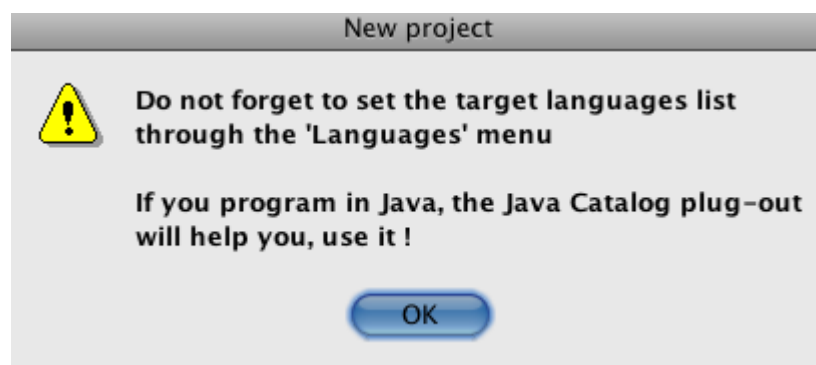 New project
Do not forget to set the target languages list
through the 'Languages' menu
If you program in Java, the Java Catalog plug-out
will help you, use it !
OK